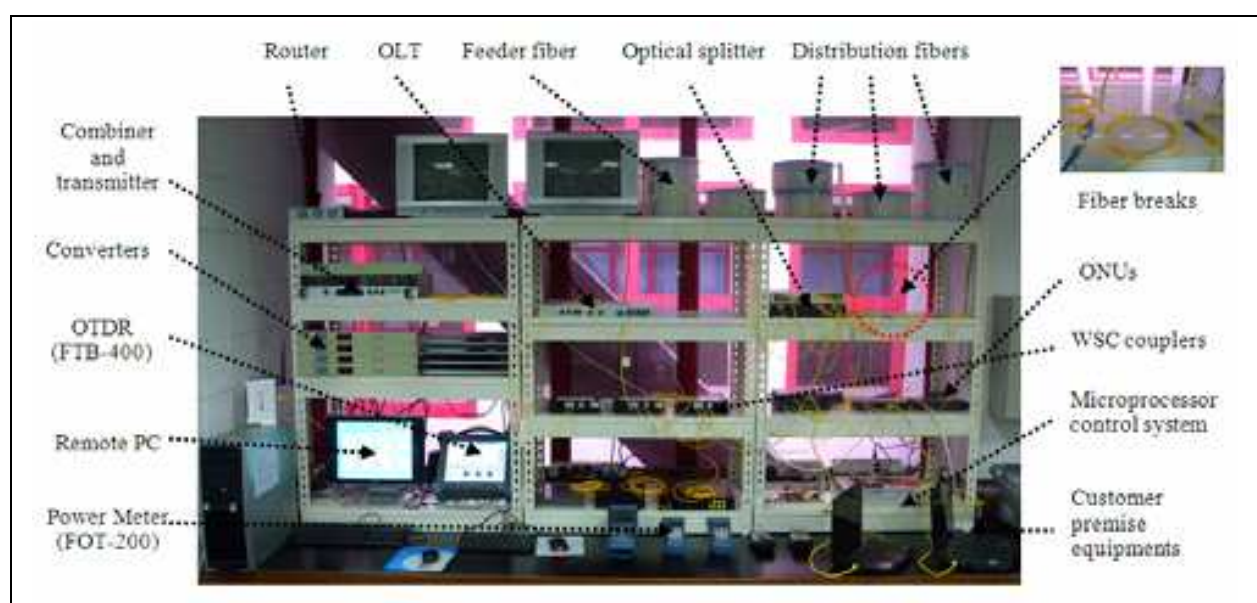 Router
OLT
Feeder fiber
Optical splitter
Distribution fibers
Combiner
and
transmitter
Fiber breaks
Converters
ONUs
OTDR
(FTB-400)
WSC couplers
Microprocessor
control system
Remote PC
Power Meter
(FOT-200)
Customer
premise
equipments